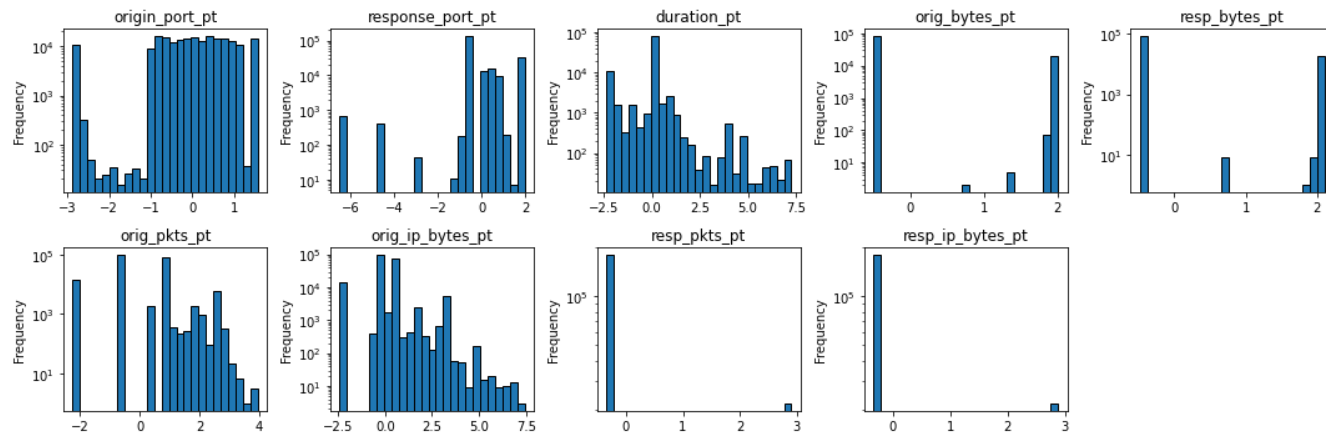 origin_port_pt
Frequency
10⁴
10³
10²
−3 −2 −1 0 1
response_port_pt
Frequency
10⁵
10⁴
10³
10²
10¹
−6 −4 −2 0 2
duration_pt
Frequency
10⁵
10⁴
10³
10²
−2.5 0.0 2.5 5.0 7.5
orig_bytes_pt
Frequency
10⁵
10⁴
10³
10²
10¹
0 1 2
resp_bytes_pt
Frequency
10⁵
10³
10¹
0 1 2
orig_pkts_pt
Frequency
10⁵
10³
10¹
−2 0 2 4
orig_ip_bytes_pt
Frequency
10⁵
10⁴
10³
10²
10¹
−2.5 0.0 2.5 5.0 7.5
resp_pkts_pt
Frequency
10⁵
0 1 2 3
resp_ip_bytes_pt
Frequency
10⁵
0 1 2 3